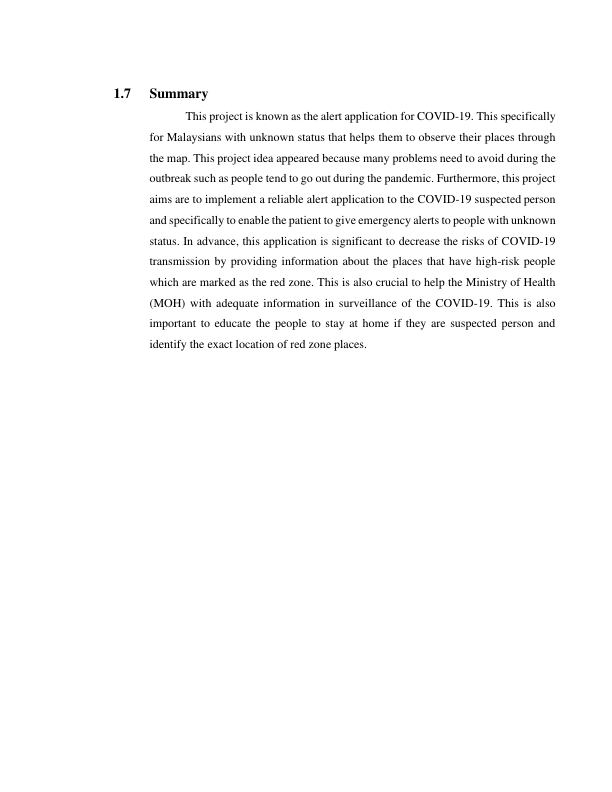 1.7 Summary
This project is known as the alert application for COVID-19. This specifically
for Malaysians with unknown status that helps them to observe their places through
the map. This project idea appeared because many problems need to avoid during the
outbreak such as people tend to go out during the pandemic. Furthermore, this project
aims are to implement a reliable alert application to the COVID-19 suspected person
and specifically to enable the patient to give emergency alerts to people with unknown
status. In advance, this application is significant to decrease the risks of COVID-19
transmission by providing information about the places that have high-risk people
which are marked as the red zone. This is also crucial to help the Ministry of Health
(MOH) with adequate information in surveillance of the COVID-19. This is also
important to educate the people to stay at home if they are suspected person and
identify the exact location of red zone places.